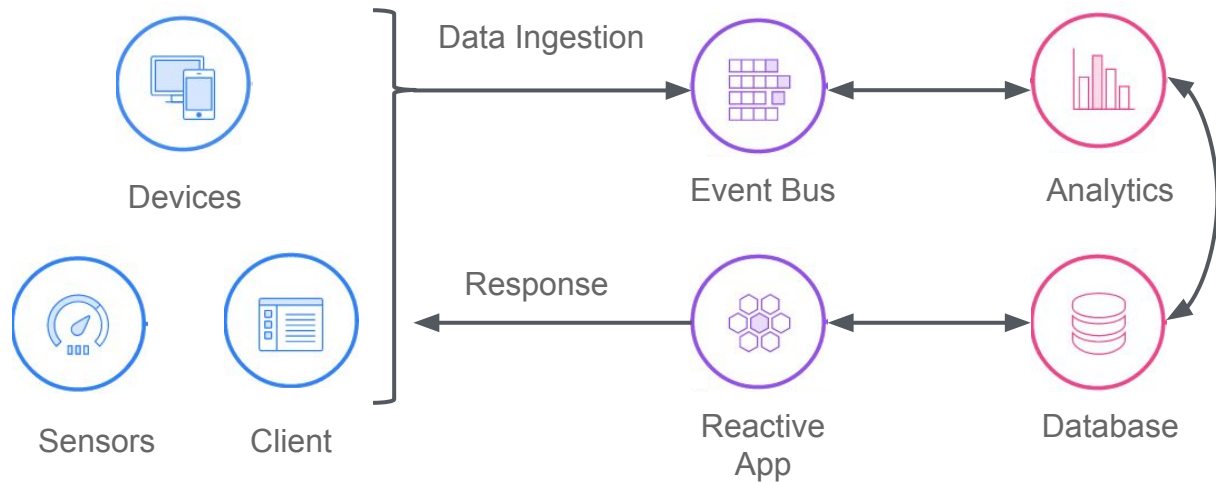 Data Ingestion
Devices
Event Bus
Analytics
Response
Sensors
Client
Reactive
App
Database